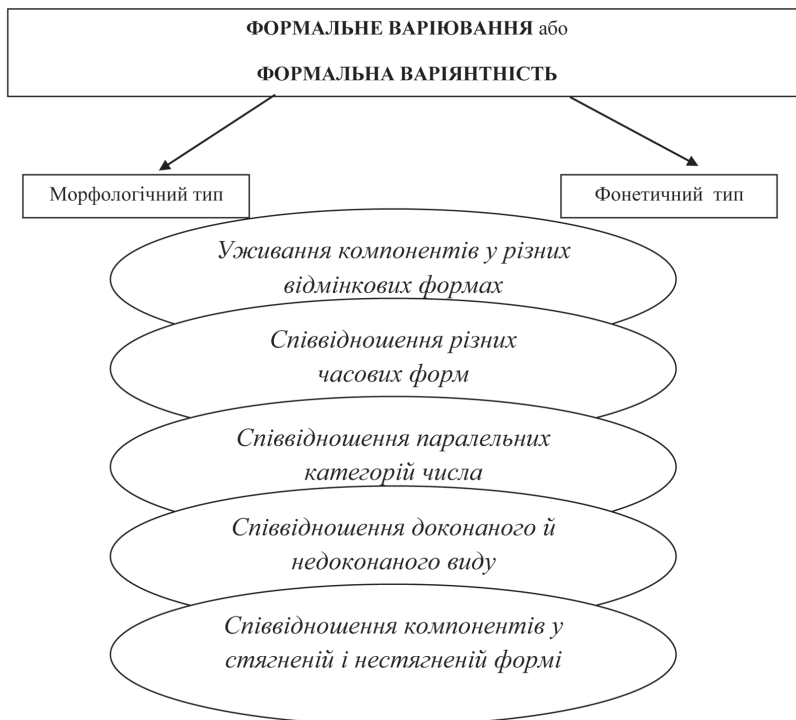 ФОРМАЛЬНЕ ВАРІЮВАННЯ або
ФОРМАЛЬНА ВАРІЯНТНІСТЬ
Морфологічний тип
Фонетичний тип
Уживання компонентів у різних
відмінкових формах
Співвідношення різних
часових форм
Співвідношення паралельних
категорій числа
Співвідношення доконаного й
недоконаного виду
Співвідношення компонентів у
стягненій і нестягненій формі